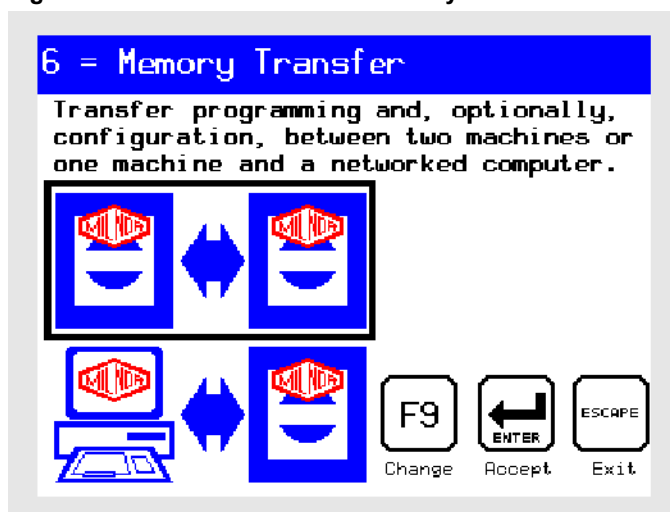 6 = Memory Transfer
Transfer programming and, optionally,
configuration, between two machines or
one machine and a networked computer.
MILNOR MILNOR
MILNOR MILNOR
F9 ENTER ESCAPE
Change Accept Exit